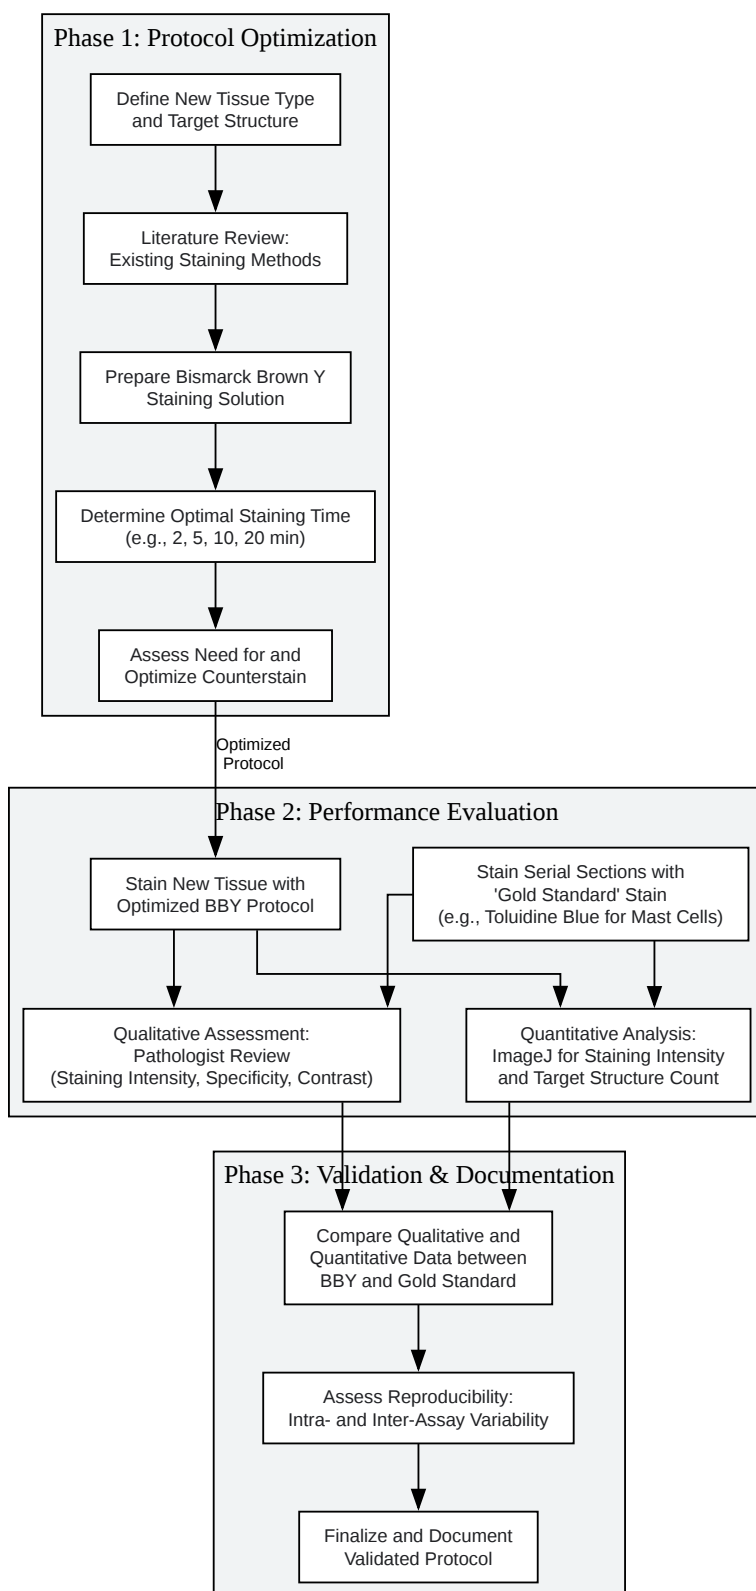 Phase 1: Protocol Optimization
Define New Tissue Type
and Target Structure
Literature Review:
Existing Staining Methods
Prepare Bismarck Brown Y
Staining Solution
Determine Optimal Staining Time
(e.g., 2, 5, 10, 20 min)
Assess Need for and
Optimize Counterstain
Optimized
Protocol
Phase 2: Performance Evaluation
Stain New Tissue with
Optimized BBY Protocol
Stain Serial Sections with
'Gold Standard' Stain
(e.g., Toluidine Blue for Mast Cells)
Qualitative Assessment:
Pathologist Review
(Staining Intensity, Specificity, Contrast)
Quantitative Analysis:
ImageJ for Staining Intensity
and Target Structure Count
Phase 3: Validation & Documentation
Compare Qualitative and
Quantitative Data between
BBY and Gold Standard
Assess Reproducibility:
Intra- and Inter-Assay Variability
Finalize and Document
Validated Protocol